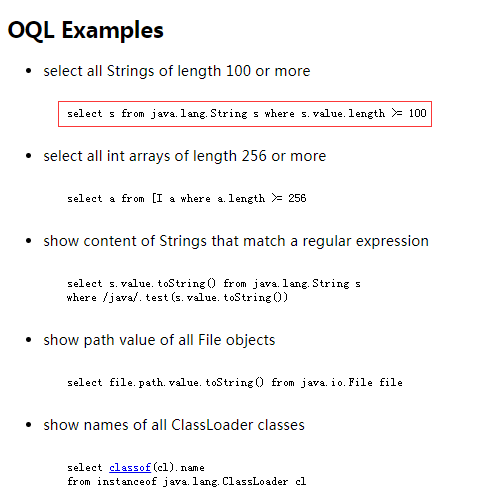 OQL Examples
select all Strings of length 100 or more
select s from java.lang.String s where s.value.length >= 100
select all int arrays of length 256 or more
select a from [I a where a.length >= 256
show content of Strings that match a regular expression
select s.value.toString() from java.lang.String s
where /java/.test(s.value.toString())
show path value of all File objects
select file.path.value.toString() from java.io.File file
show names of all ClassLoader classes
select classof(cl).name
from instanceof java.lang.ClassLoader cl